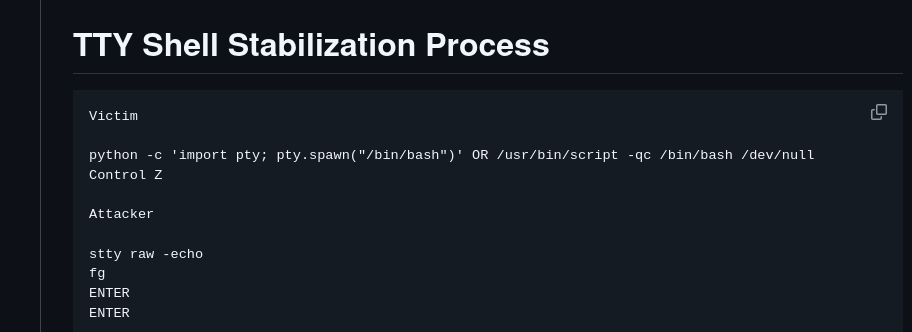 TTY Shell Stabilization Process
Victim
python -c 'import pty; pty.spawn("/bin/bash")' OR /usr/bin/script -qc /bin/bash /dev/null
Control Z
Attacker
stty raw -echo
fg
ENTER
ENTER